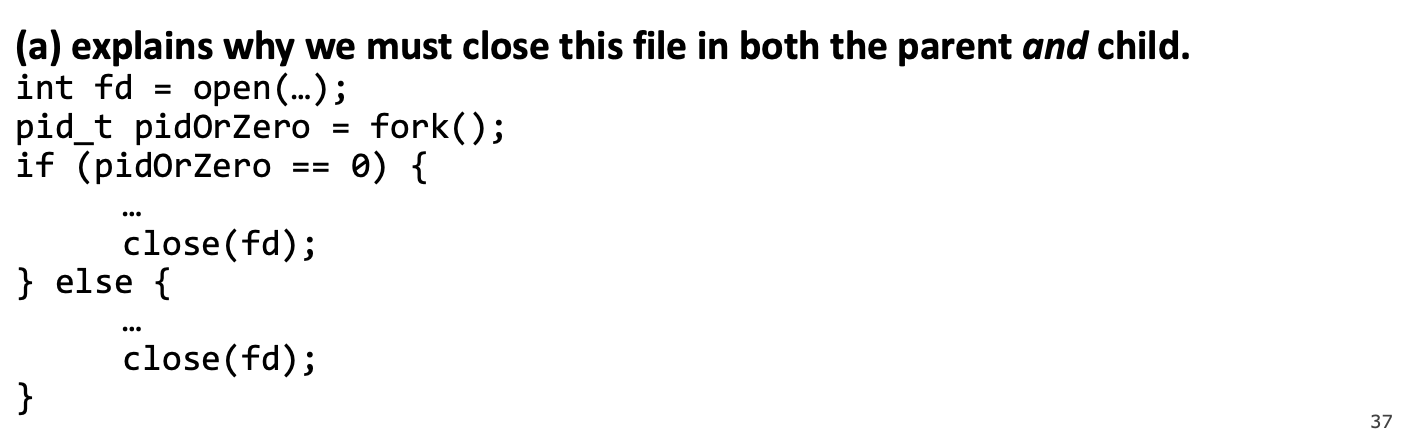 (a) explains why we must close this file in both the parent and child.
int fd = open(…);
pid_t pidOrZero = fork();
if (pidOrZero == 0) {
…
close(fd);
} else {
…
close(fd);
}
37